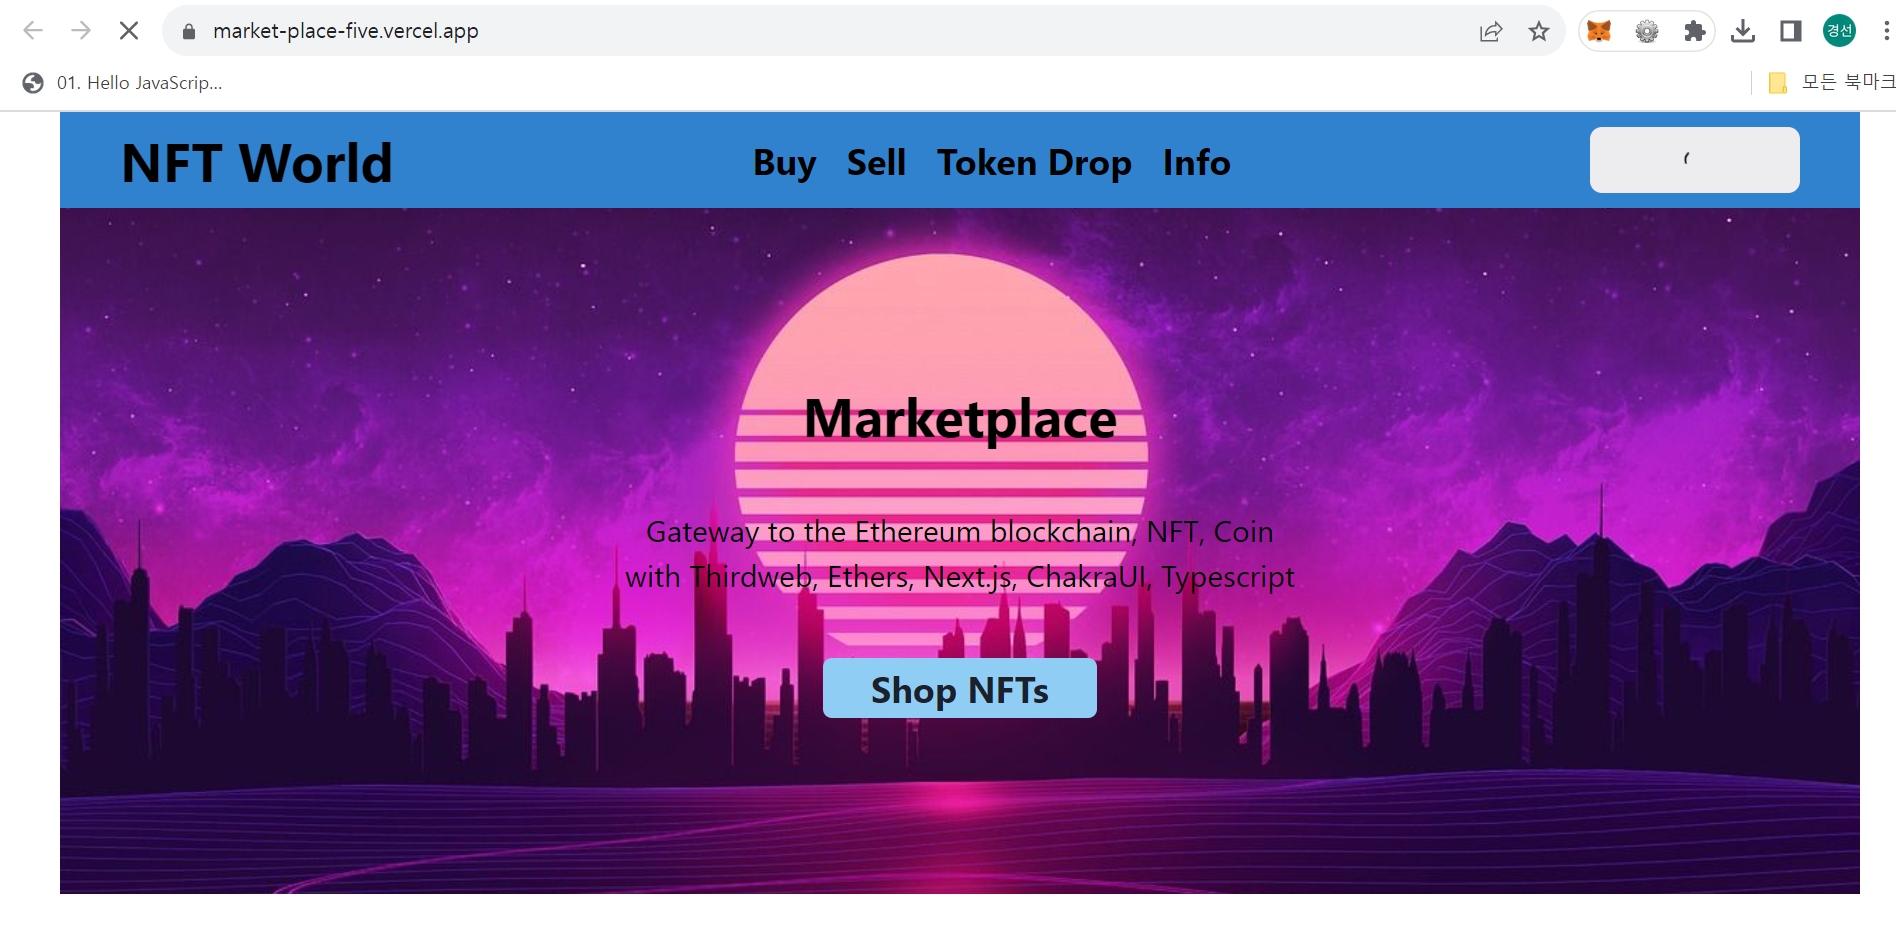 market-place-five.vercel.app
경선
01. Hello JavaScrip...
모든 북마크
NFT World
Buy Sell Token Drop Info
Marketplace
Gateway to the Ethereum blockchain, NFT, Coin
with Thirdweb, Ethers, Next.js, ChakraUI, Typescript
Shop NFTs